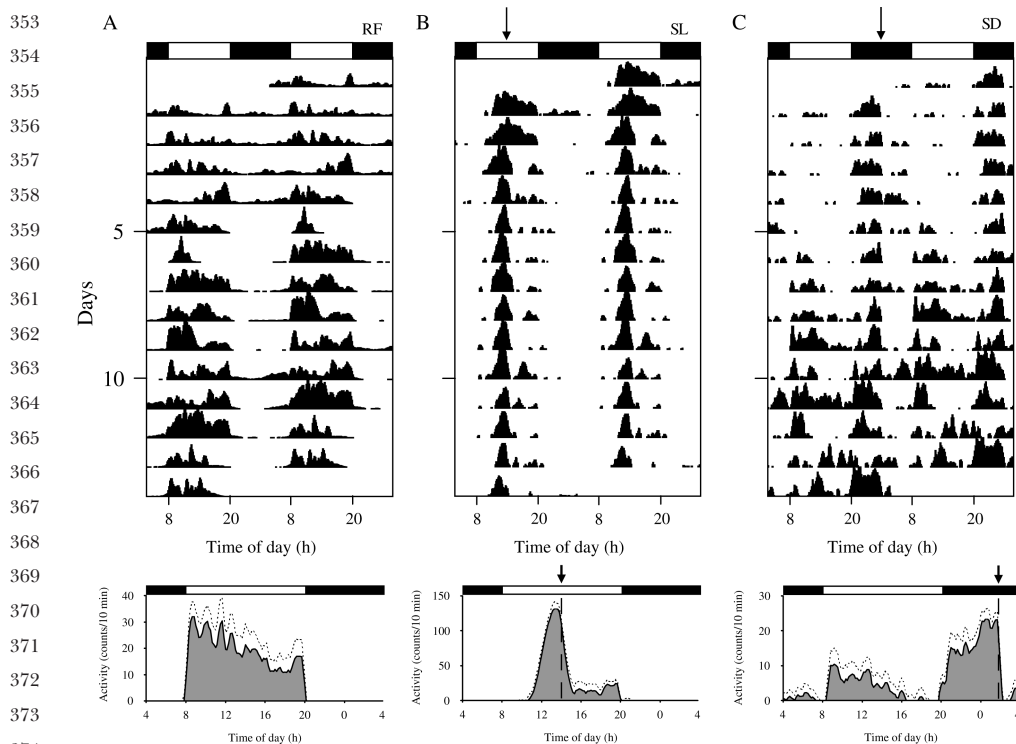 353
354
355
356
357
358
359
360
361
362
363
364
365
366
367
368
369
370
371
372
373
A RF
B SL
C SD
Days
5
10
8 20 8 20
Time of day (h)
8 20 8 20
Time of day (h)
8 20 8 20
Time of day (h)
Activity (counts/10 min)
40
30
20
10
0
4 8 12 16 20 0 4
Time of day (h)
Activity (counts/10 min)
150
100
50
0
4 8 12 16 20 0 4
Time of day (h)
Activity (counts/10 min)
30
20
10
0
4 8 12 16 20 0 4
Time of day (h)